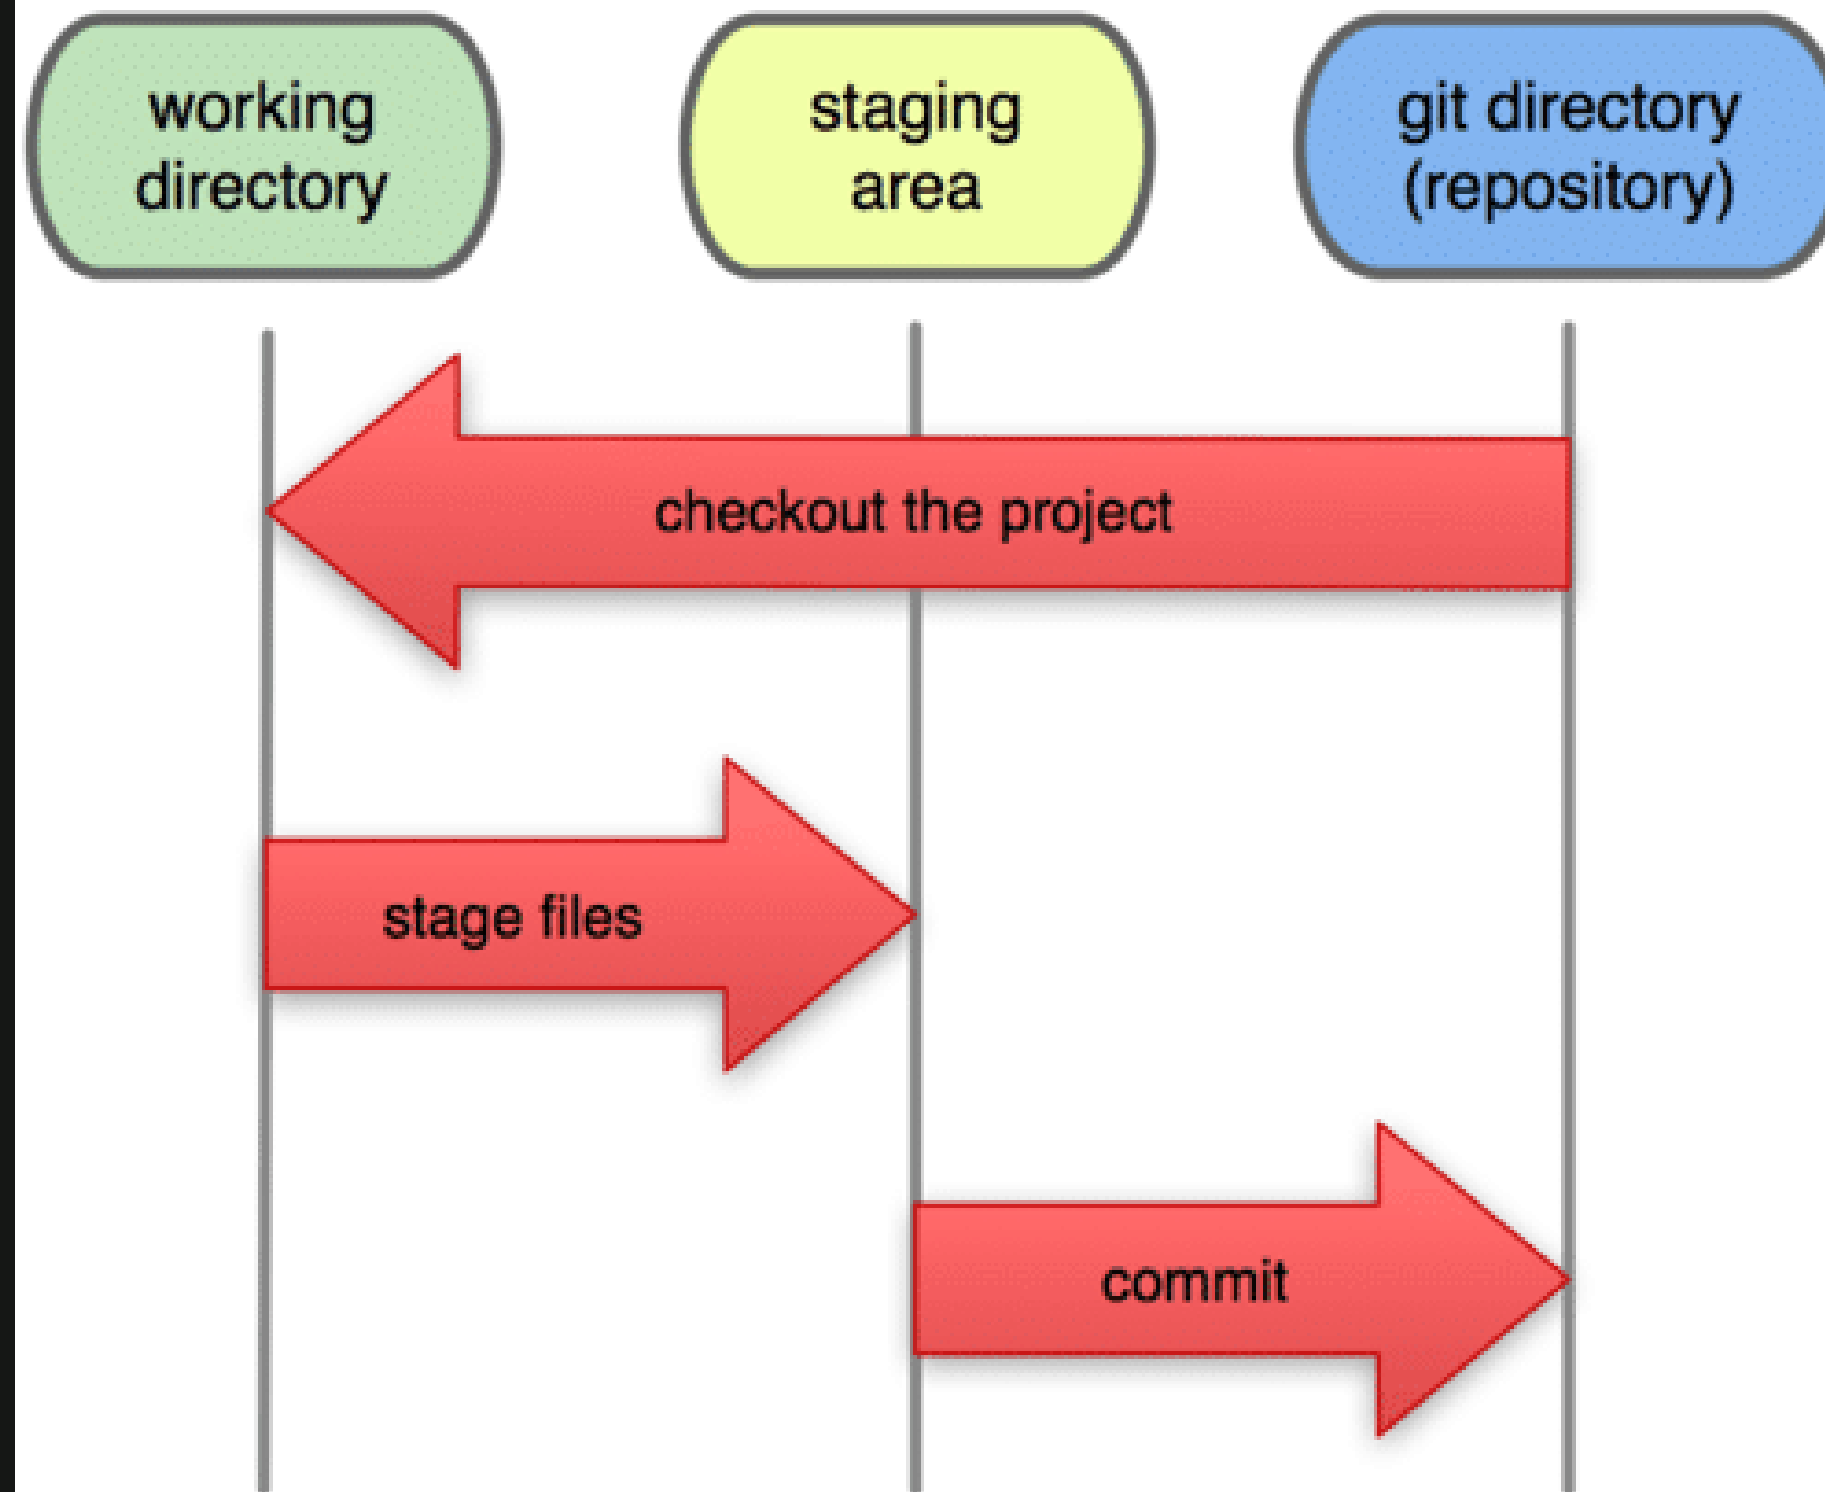 working
directory
staging
area
git directory
(repository)
checkout the project
stage files
commit